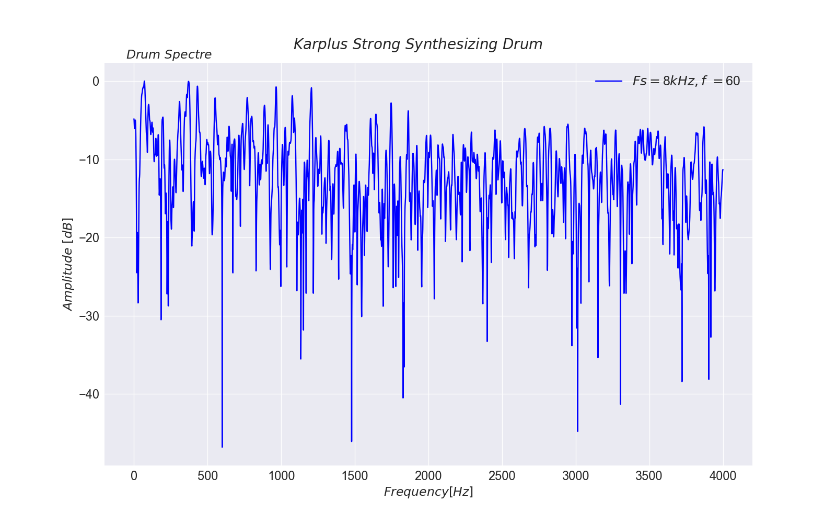 Karplus Strong Synthesizing Drum
Drum Spectre
Fs = 8kHz, f = 60
Amplitude [dB]
0
−10
−20
−30
−40
0 500 1000 1500 2000 2500 3000 3500 4000
Frequency[Hz]